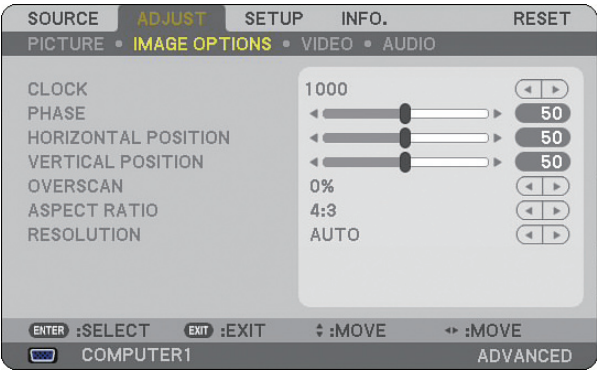 SOURCE ADJUST SETUP INFO. RESET
PICTURE • IMAGE OPTIONS • VIDEO • AUDIO
CLOCK 1000
PHASE 50
HORIZONTAL POSITION 50
VERTICAL POSITION 50
OVERSCAN 0%
ASPECT RATIO 4:3
RESOLUTION AUTO
ENTER :SELECT EXIT :EXIT :MOVE :MOVE
COMPUTER1 ADVANCED